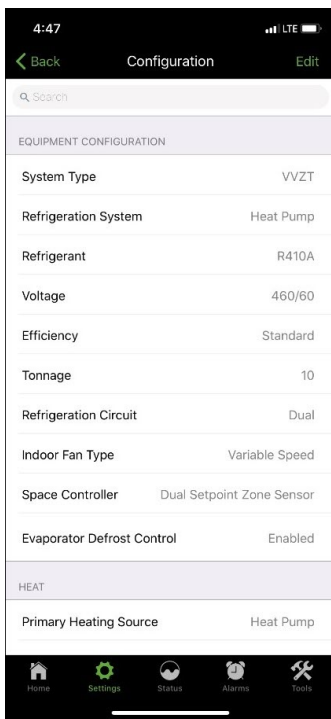 4:47 LTE
Back Configuration Edit
Search
EQUIPMENT CONFIGURATION
System Type VVZT
Refrigeration System Heat Pump
Refrigerant R410A
Voltage 460/60
Efficiency Standard
Tonnage 10
Refrigeration Circuit Dual
Indoor Fan Type Variable Speed
Space Controller Dual Setpoint Zone Sensor
Evaporator Defrost Control Enabled
HEAT
Primary Heating Source Heat Pump
Home Settings Status Alarms Tools